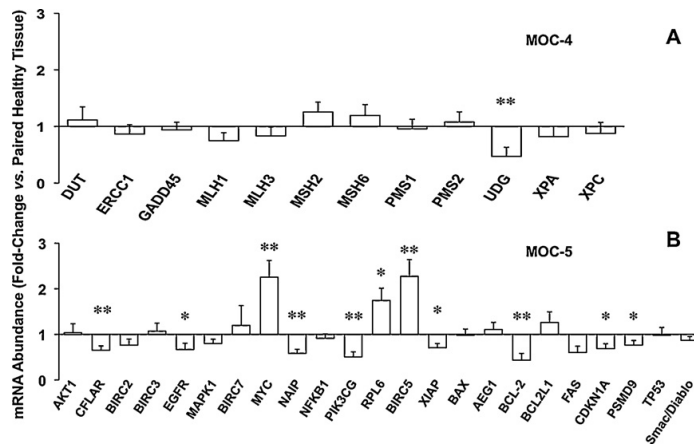 mRNA Abundance (Fold-Change vs. Paired Healthy Tissue)
3
MOC-4
A
2
**
1
0
DUT ERCC1 GADD45 MLH1 MLH3 MSH2 MSH6 PMS1 PMS2 UDG XPA XPC
3
MOC-5
B
** **
2
*
** * ** ** * ** * *
1
0
AKT1 CFLAR BIRC2 BIRC3 EGFR MAPK1 BIRC7 MYC NAIP NFKB1 PIK3CG RPL6 BIRC5 XIAP BAX AEG1 BCL-2 BCL2L1 FAS CDKN1A PSMD9 TP53 Smac/Diablo